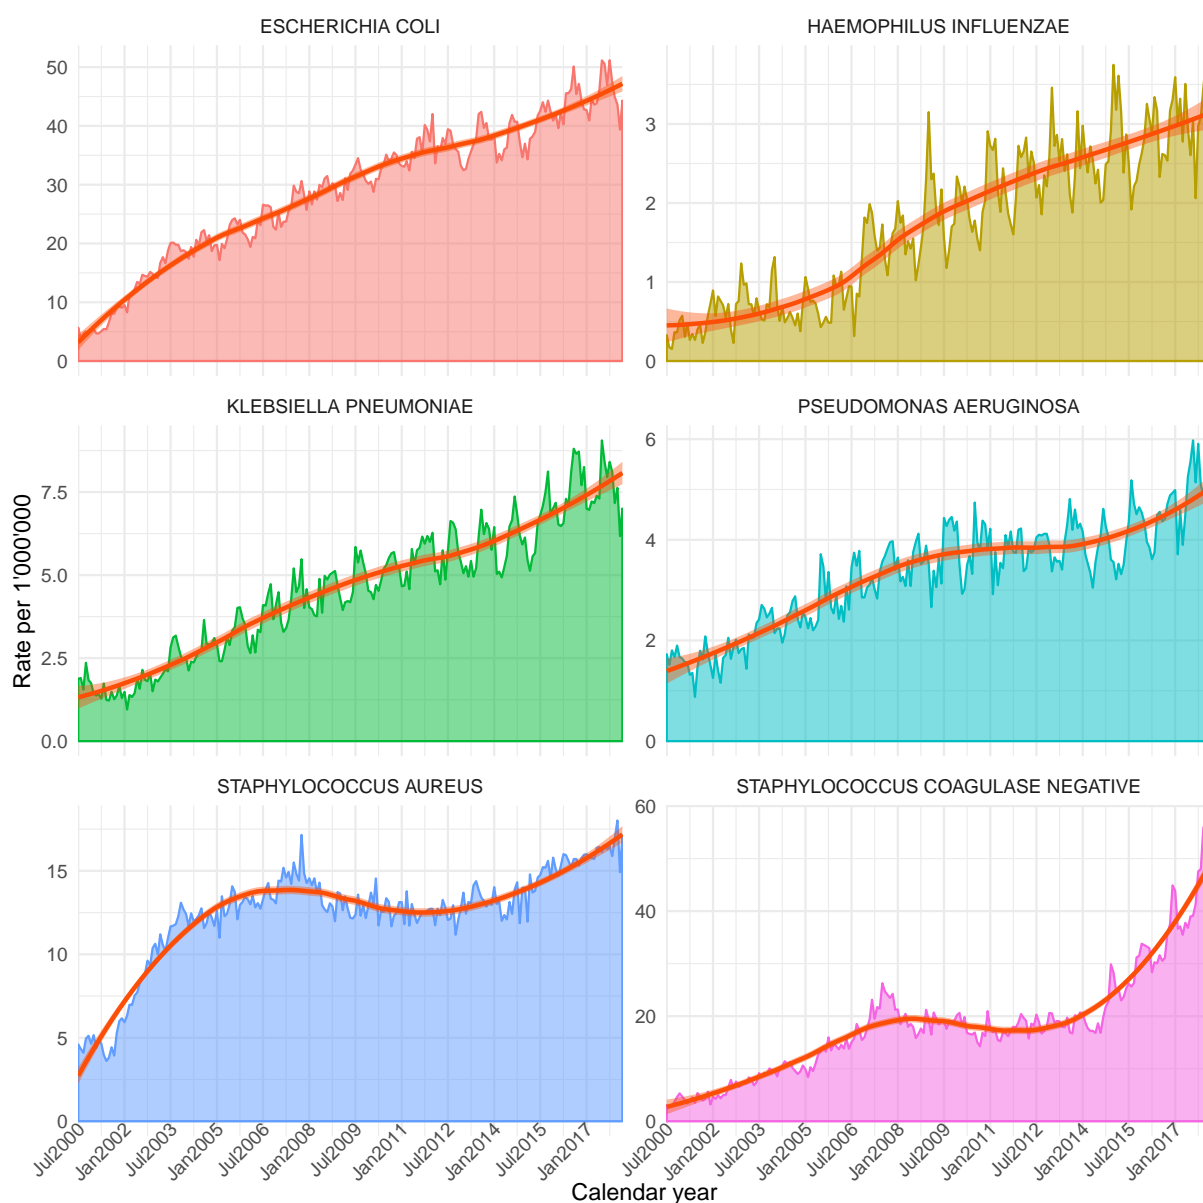 ESCHERICHIA COLI
HAEMOPHILUS INFLUENZAE
50
40
30
20
10
0
3
2
1
0
KLEBSIELLA PNEUMONIAE
PSEUDOMONAS AERUGINOSA
7.5
5.0
2.5
0.0
6
4
2
0
Rate per 1'000'000
STAPHYLOCOCCUS AUREUS
STAPHYLOCOCCUS COAGULASE NEGATIVE
15
10
5
0
60
40
20
0
Jul2000
Jan2002
Jul2003
Jan2005
Jul2006
Jan2008
Jul2009
Jan2011
Jul2012
Jan2014
Jul2015
Jan2017
Jul2000
Jan2002
Jul2003
Jan2005
Jul2006
Jan2008
Jul2009
Jan2011
Jul2012
Jan2014
Jul2015
Jan2017
Calendar year